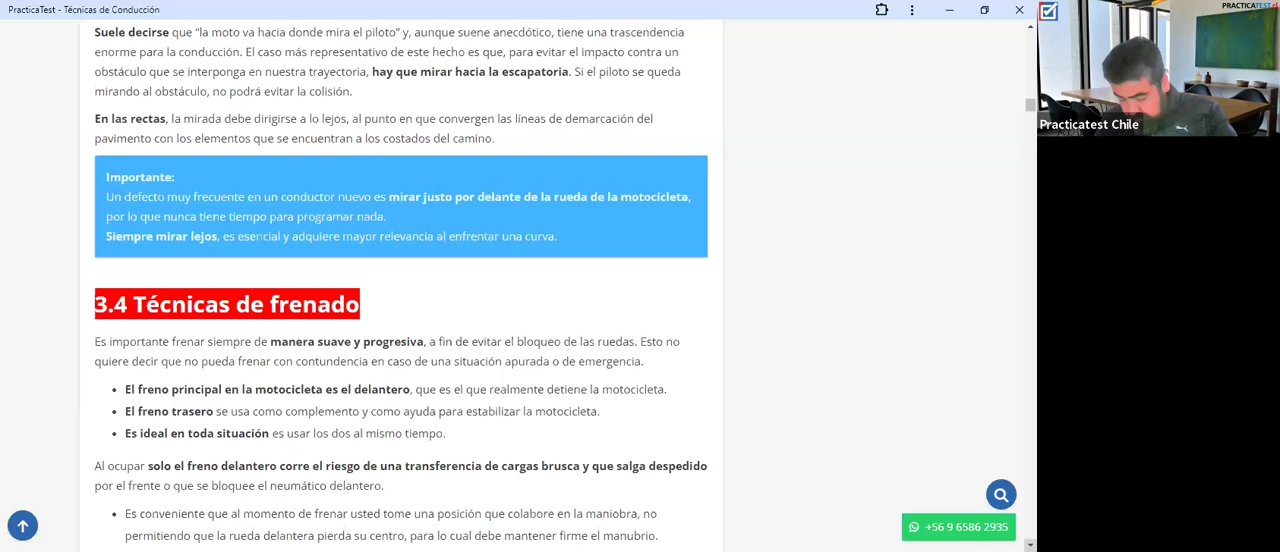 PracticaTest - Técnicas de Conducción
Suele decirse que “la moto va hacia donde mira el piloto” y, aunque suene anecdótico, tiene una trascendencia
enorme para la conducción. El caso más representativo de este hecho es que, para evitar el impacto contra un
obstáculo que se interponga en nuestra trayectoria, hay que mirar hacia la escapatoria. Si el piloto se queda
mirando al obstáculo, no podrá evitar la colisión.
En las rectas, la mirada debe dirigirse a lo lejos, al punto en que convergen las líneas de demarcación del
pavimento con los elementos que se encuentran a los costados del camino.
Importante:
Un defecto muy frecuente en un conductor nuevo es mirar justo por delante de la rueda de la motocicleta,
por lo que nunca tiene tiempo para programar nada.
Siempre mirar lejos, es esencial y adquiere mayor relevancia al enfrentar una curva.
3.4 Técnicas de frenado
Es importante frenar siempre de manera suave y progresiva, a fin de evitar el bloqueo de las ruedas. Esto no
quiere decir que no pueda frenar con contundencia en caso de una situación apurada o de emergencia.
• El freno principal en la motocicleta es el delantero, que es el que realmente detiene la motocicleta.
• El freno trasero se usa como complemento y como ayuda para estabilizar la motocicleta.
• Es ideal en toda situación es usar los dos al mismo tiempo.
Al ocupar solo el freno delantero corre el riesgo de una transferencia de cargas brusca y que salga despedido
por el frente o que se bloquee el neumático delantero.
• Es conveniente que al momento de frenar usted tome una posición que colabore en la maniobra, no
permitiendo que la rueda delantera pierda su centro, para lo cual debe mantener firme el manubrio.
+56 9 6586 2935
PRACTICATEST.cl
Practicatest Chile